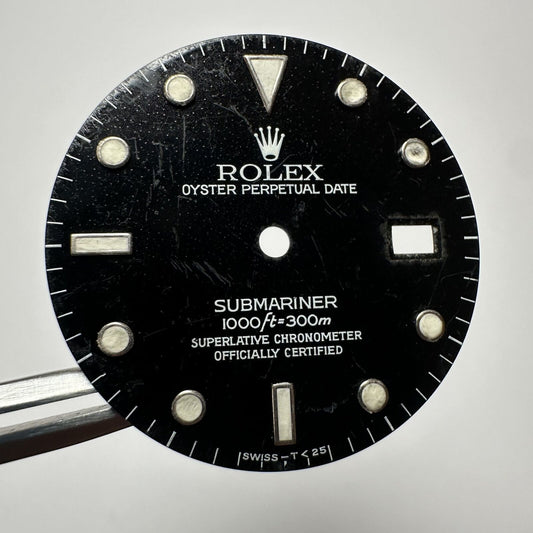 ROLEX
OYSTER PERPETUAL DATE
SUBMARINER
1000ft=300m
SUPERLATIVE CHRONOMETER
OFFICIALLY CERTIFIED
SWISS–T<25